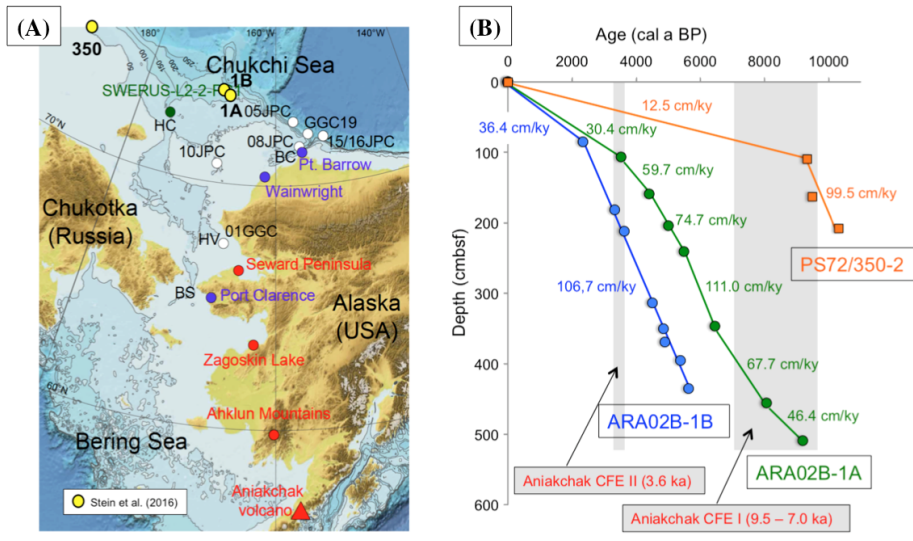 (A)
180°
160°W
140°W
350
50
100
150
250
Chukchi Sea
1B
SWERUS-L2-2-P
1A
05JPC
GGC19
HC
70°N
08JPC
15/16JPC
10JPC
BC
Pt. Barrow
Wainwright
Chukotka
(Russia)
01GGC
HV
Seward Peninsula
BS
Port Clarence
Alaska
(USA)
Zagoskin Lake
60°N
Ahklun Mountains
Bering Sea
Aniakchak
volcano
Stein et al. (2016)
(B)
Age (cal a BP)
0 2000 4000 6000 8000 10000
Depth (cmbsf)
0
100
200
300
400
500
600
12.5 cm/ky
36.4 cm/ky
30.4 cm/ky
59.7 cm/ky
99.5 cm/ky
74.7 cm/ky
PS72/350-2
106,7 cm/ky
111.0 cm/ky
67.7 cm/ky
ARA02B-1B
46.4 cm/ky
ARA02B-1A
Aniakchak CFE II (3.6 ka)
Aniakchak CFE I (9.5 – 7.0 ka)